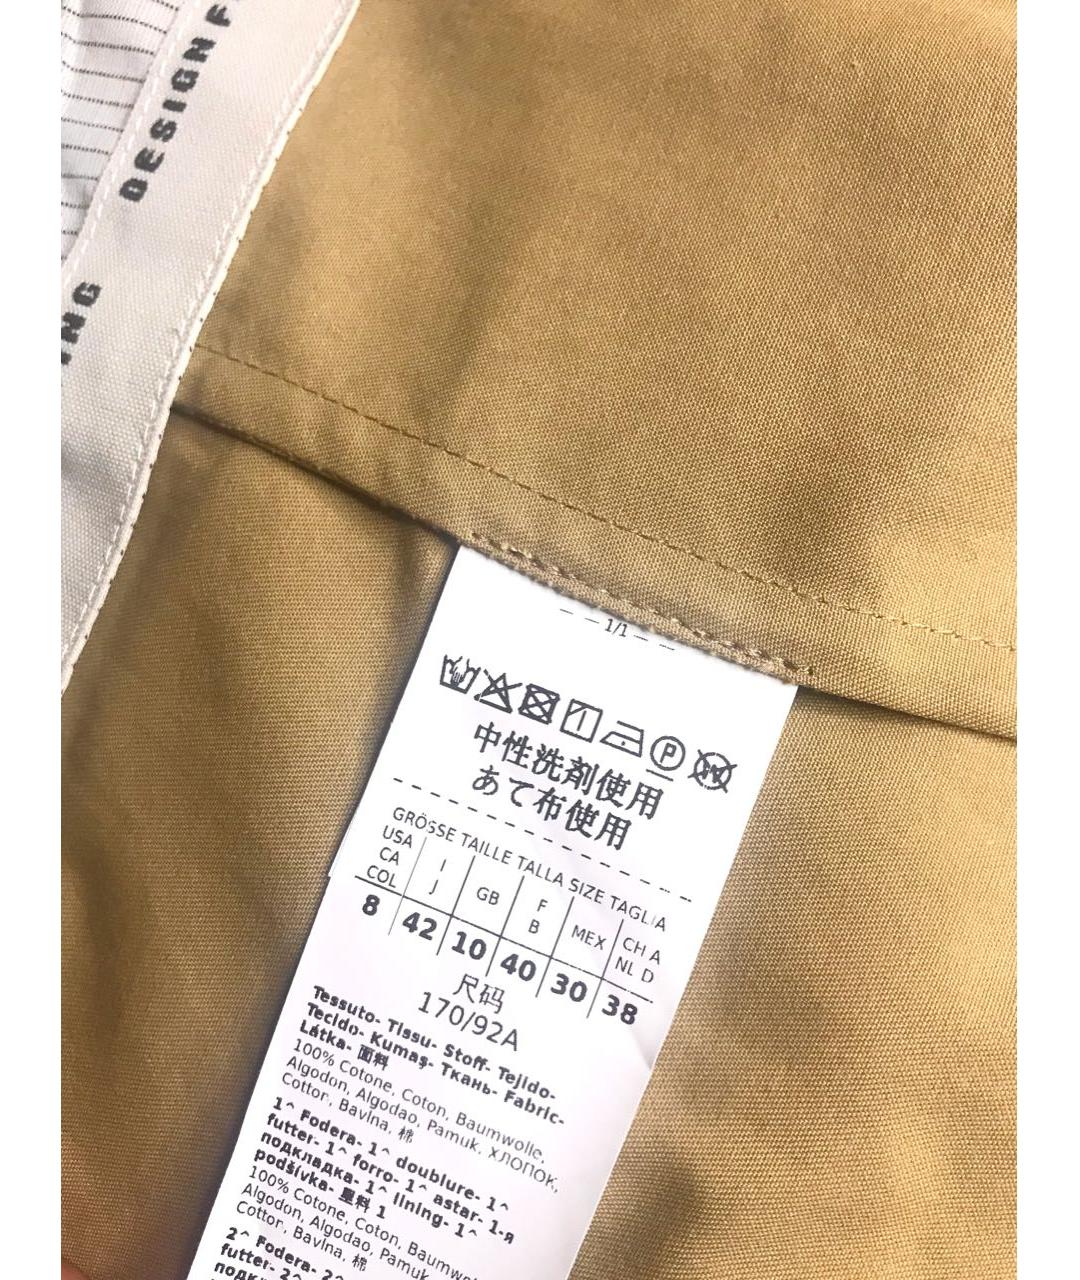 DESIGN F
ING
1/1
P
W
中性洗剤使用
あて布使用
GRÖSSE TAILLE TALLA SIZE TAGLIA
USA CA COL
I J
GB
F B
MEX
CH A NL D
8 42 10 40 30 38
尺码
170/92A
Tessuto- Tissu- Stoff- Tejido-
Tecido- Kumaş- Ткань- Fabric-
Látka- 面料
100% Cotone, Coton, Baumwolle,
Algodon, Algodao, Pamuk, ХЛОПОК,
Cotton, Bavlna, 棉
1^ Fodera- 1^ doublure- 1^
futter- 1^ forro- 1^ astar- 1-я
подкладка- 1^ lining- 1^
podšívka- 里料 1
100% Cotone, Coton, Baumwo
Algodon, Algodao, Pamuk,
Cotton, Bavlna, 棉
2^ Fodera- 2^
futter- 2^